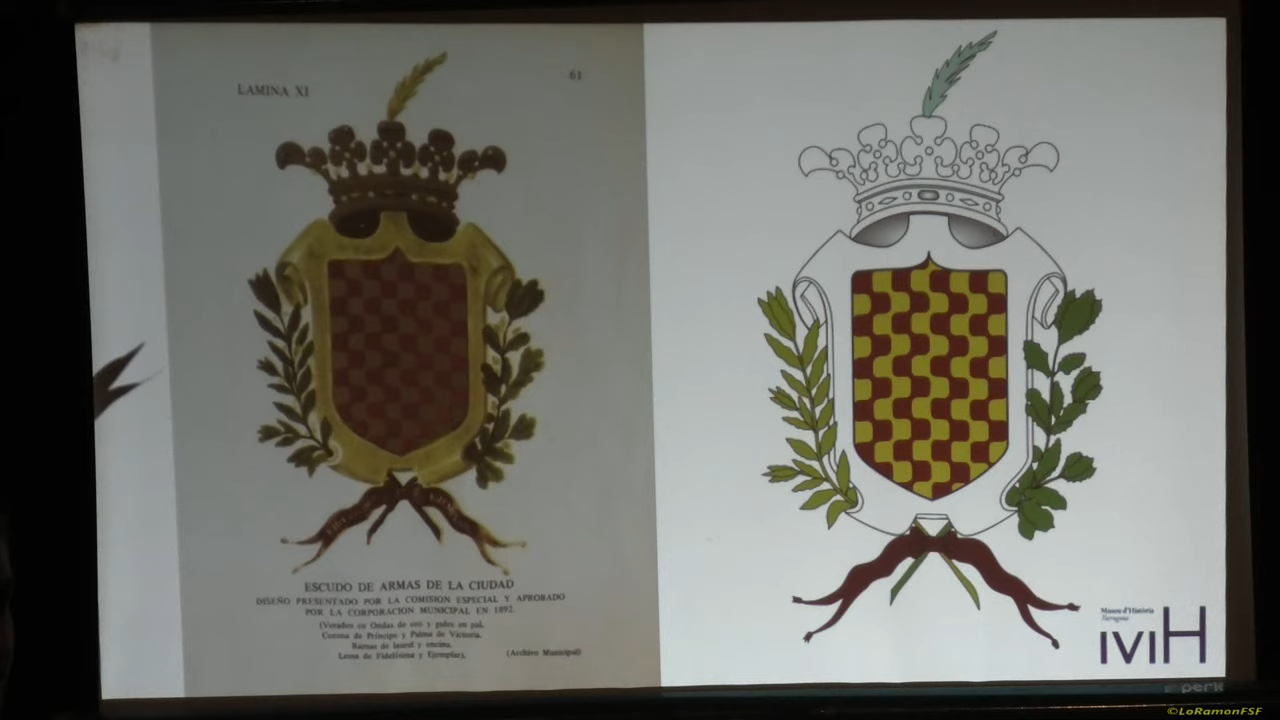 LAMINA XI
61
ESCUDO DE ARMAS DE LA CIUDAD
DISEÑO PRESENTADO POR LA COMISION ESPECIAL Y APROBADO
POR LA CORPORACION MUNICIPAL EN 1892.
(Verados en Ondas de oro y gules en pal,
Corona de Príncipe y Palma de Victoria,
Ramas de laurel y encina,
Lema de Fidelísima y Ejemplar),
(Archivo Municipal)
Museu d'Història
Tarragona
©LoRamonFSF